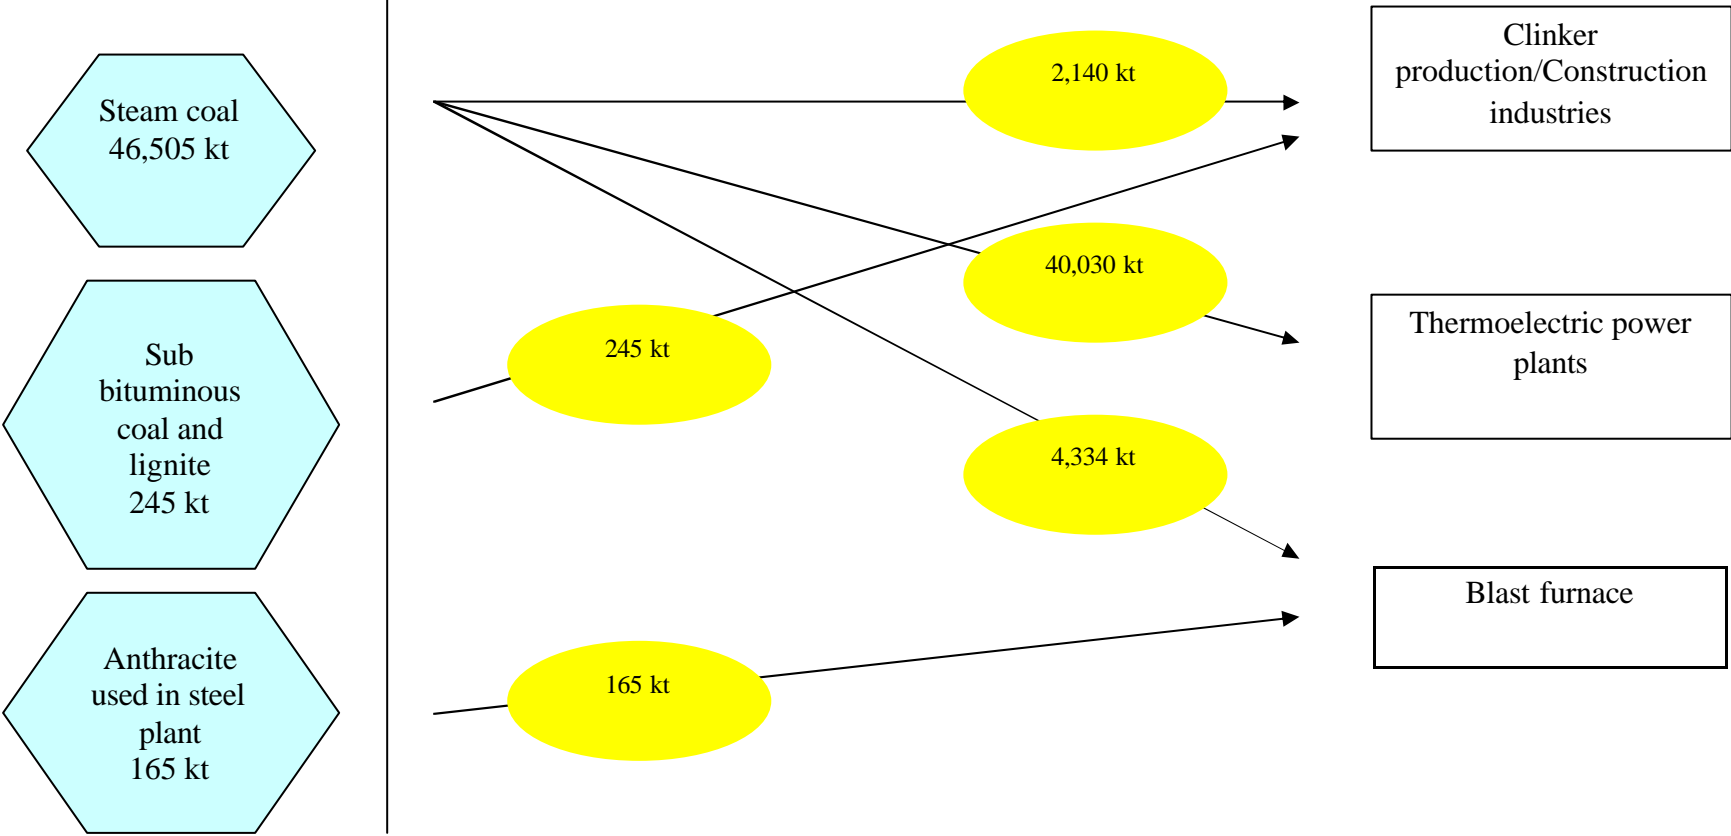 Steam coal
46,505 kt
Sub
bituminous
coal and
lignite
245 kt
Anthracite
used in steel
plant
165 kt
2,140 kt
40,030 kt
245 kt
4,334 kt
165 kt
Clinker
production/Construction
industries
Thermoelectric power
plants
Blast furnace